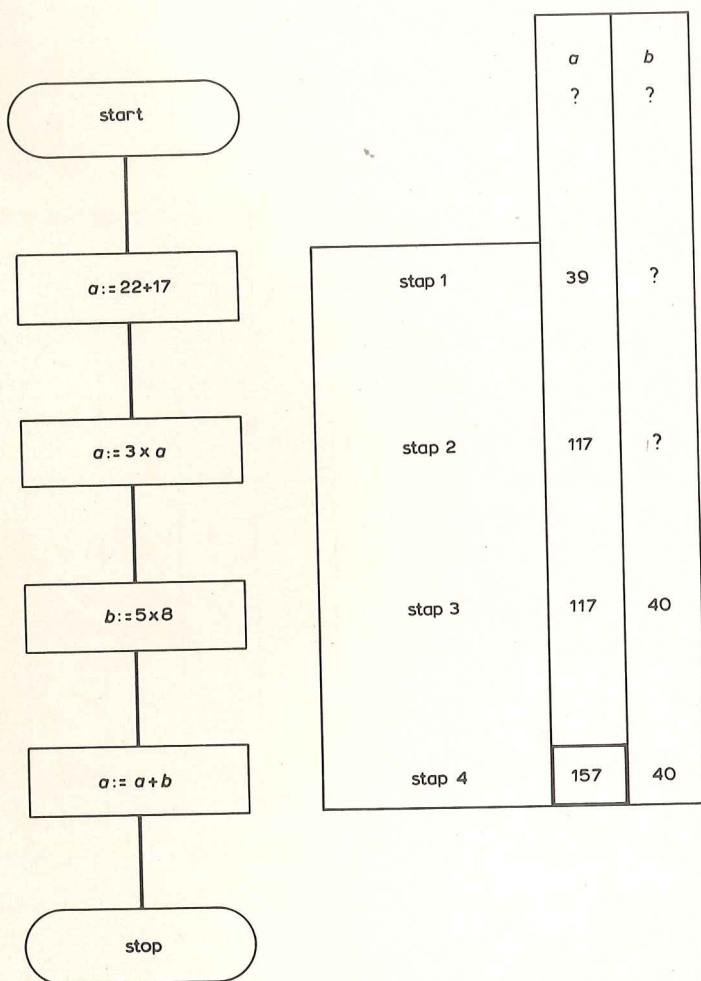 start
a:=22+17
a:=3 x a
b:=5x8
a:= a+b
stop
a b
? ?
stap 1 39 ?
stap 2 117 ?
stap 3 117 40
stap 4 157 40